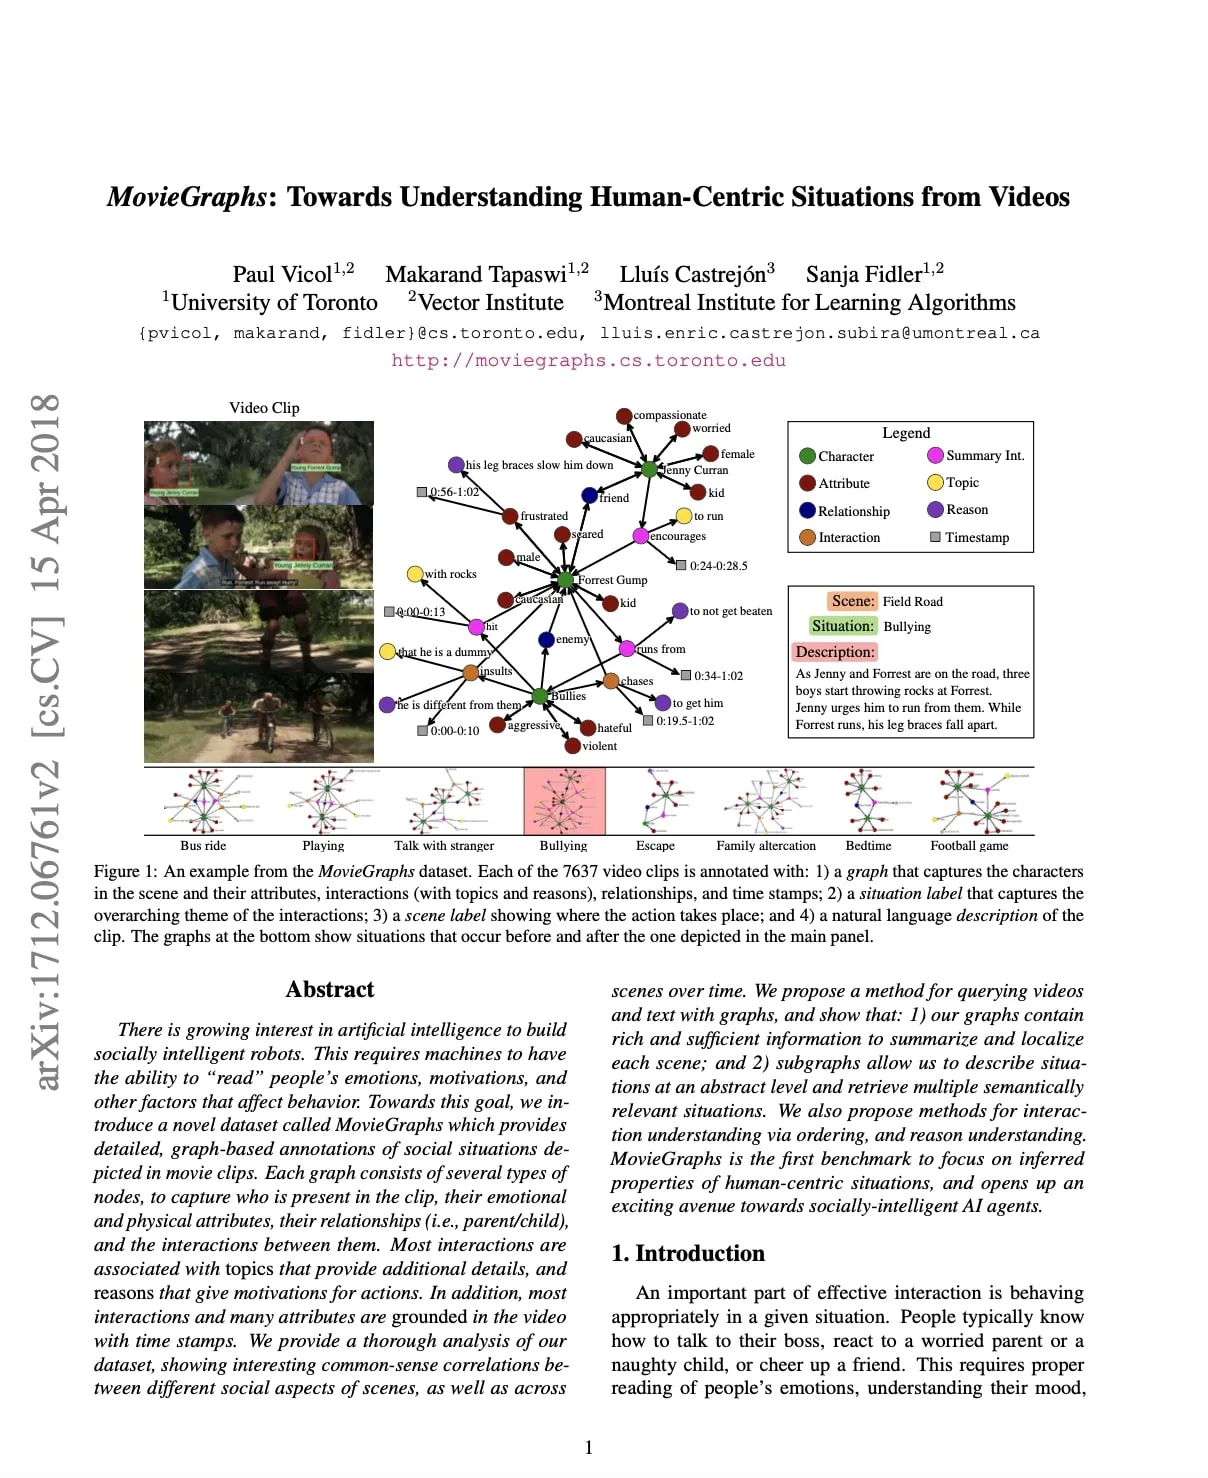 MovieGraphs: Towards Understanding Human-Centric Situations from Videos
Paul Vicol1,2 Makarand Tapaswi1,2 Lluís Castrejón3 Sanja Fidler1,2
1University of Toronto 2Vector Institute 3Montreal Institute for Learning Algorithms
{pvicol, makarand, fidler}@cs.toronto.edu, lluis.enric.castrejon.subira@umontreal.ca
http://moviegraphs.cs.toronto.edu
arXiv:1712.06761v2 [cs.CV] 15 Apr 2018
Video Clip
Young Jenny Curran
Young Forrest Gump
Young Jenny Curran
Run, Forrest! Run away! Hurry!
compassionate
worried
caucasian
female
Jenny Curran
his leg braces slow him down
kid
0:56-1:02
friend
frustrated
to run
scared
encourages
male
0:24-0:28.5
with rocks
Forrest Gump
caucasian
kid
0:00-0:13
to not get beaten
hit
enemy
runs from
that he is a dummy
insults
0:34-1:02
chases
Bullies
he is different from them
to get him
0:19.5-1:02
0:00-0:10
aggressive
hateful
violent
Legend
Character
Summary Int.
Attribute
Topic
Relationship
Reason
Interaction
Timestamp
Scene: Field Road
Situation: Bullying
Description:
As Jenny and Forrest are on the road, three
boys start throwing rocks at Forrest.
Jenny urges him to run from them. While
Forrest runs, his leg braces fall apart.
Bus ride Playing Talk with stranger Bullying Escape Family altercation Bedtime Football game
Figure 1: An example from the MovieGraphs dataset. Each of the 7637 video clips is annotated with: 1) a graph that captures the characters
in the scene and their attributes, interactions (with topics and reasons), relationships, and time stamps; 2) a situation label that captures the
overarching theme of the interactions; 3) a scene label showing where the action takes place; and 4) a natural language description of the
clip. The graphs at the bottom show situations that occur before and after the one depicted in the main panel.
Abstract
There is growing interest in artificial intelligence to build
socially intelligent robots. This requires machines to have
the ability to “read” people’s emotions, motivations, and
other factors that affect behavior. Towards this goal, we in-
troduce a novel dataset called MovieGraphs which provides
detailed, graph-based annotations of social situations de-
picted in movie clips. Each graph consists of several types of
nodes, to capture who is present in the clip, their emotional
and physical attributes, their relationships (i.e., parent/child),
and the interactions between them. Most interactions are
associated with topics that provide additional details, and
reasons that give motivations for actions. In addition, most
interactions and many attributes are grounded in the video
with time stamps. We provide a thorough analysis of our
dataset, showing interesting common-sense correlations be-
tween different social aspects of scenes, as well as across
scenes over time. We propose a method for querying videos
and text with graphs, and show that: 1) our graphs contain
rich and sufficient information to summarize and localize
each scene; and 2) subgraphs allow us to describe situa-
tions at an abstract level and retrieve multiple semantically
relevant situations. We also propose methods for interac-
tion understanding via ordering, and reason understanding.
MovieGraphs is the first benchmark to focus on inferred
properties of human-centric situations, and opens up an
exciting avenue towards socially-intelligent AI agents.
1. Introduction
An important part of effective interaction is behaving
appropriately in a given situation. People typically know
how to talk to their boss, react to a worried parent or a
naughty child, or cheer up a friend. This requires proper
reading of people’s emotions, understanding their mood,
1